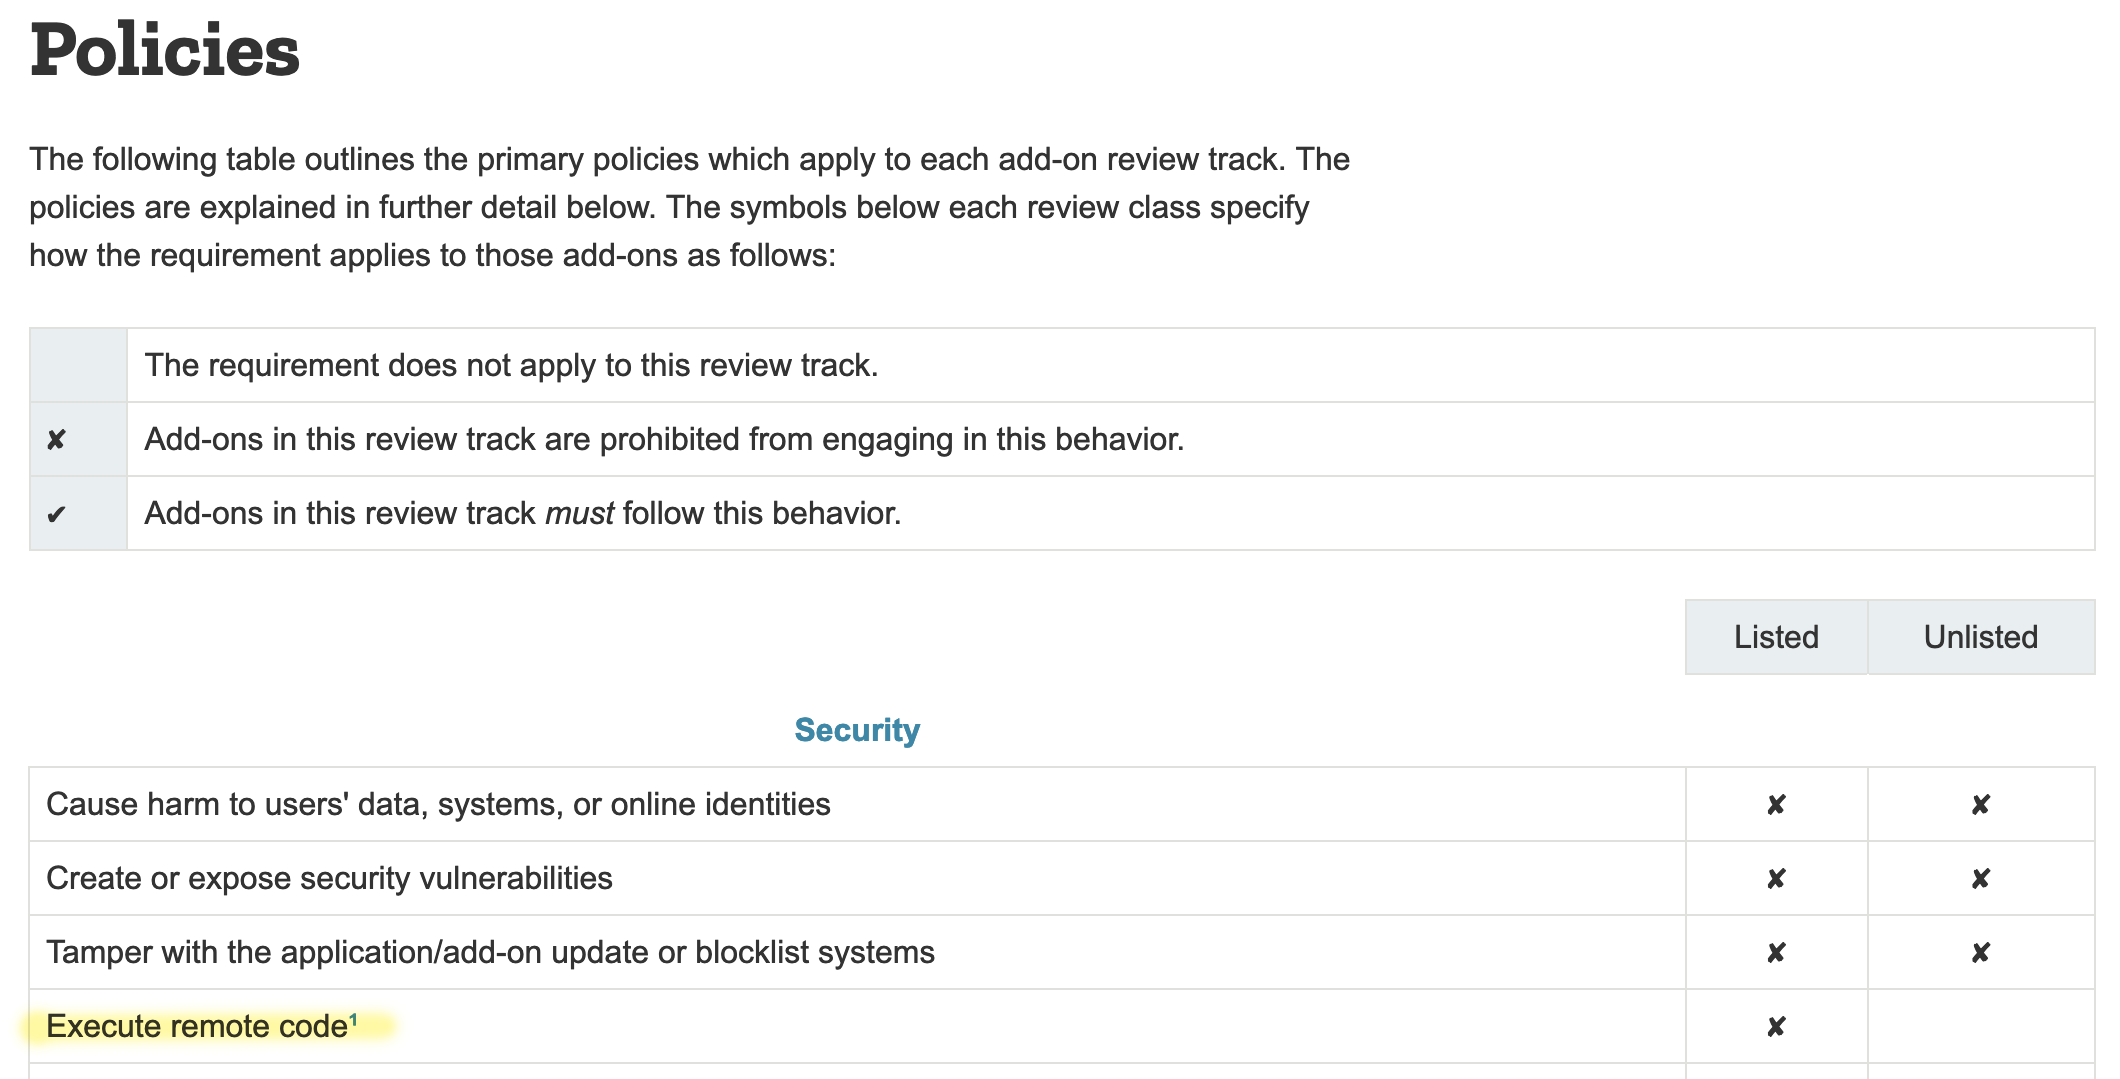 Policies
The following table outlines the primary policies which apply to each add-on review track. The
policies are explained in further detail below. The symbols below each review class specify
how the requirement applies to those add-ons as follows:
The requirement does not apply to this review track.
✘ Add-ons in this review track are prohibited from engaging in this behavior.
✔ Add-ons in this review track must follow this behavior.
Listed Unlisted
Security
Cause harm to users' data, systems, or online identities ✘ ✘
Create or expose security vulnerabilities ✘ ✘
Tamper with the application/add-on update or blocklist systems ✘ ✘
Execute remote code¹ ✘